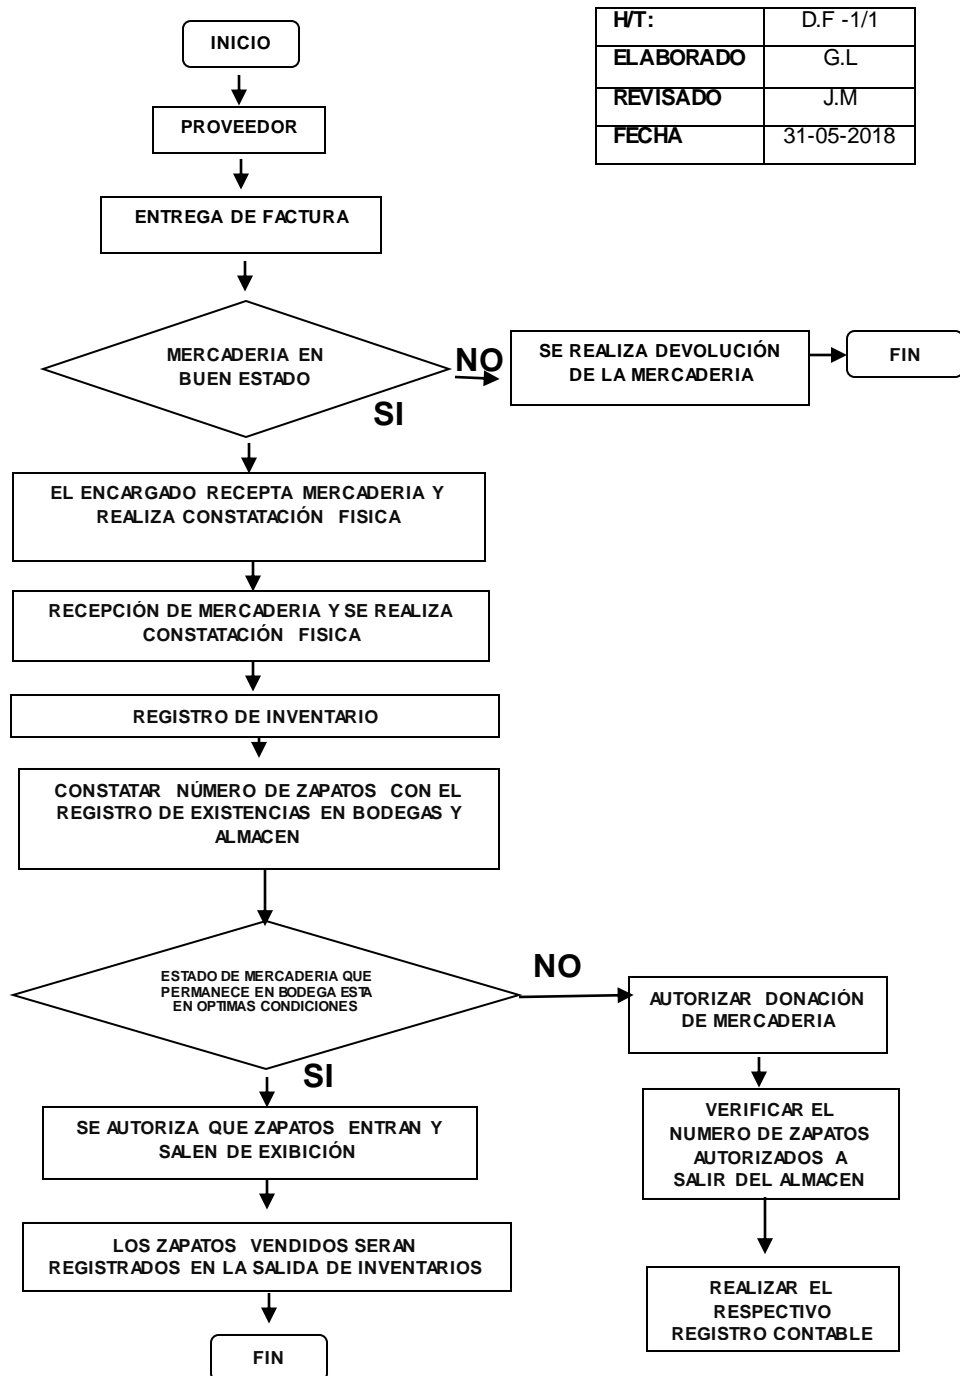 INICIO
H/T: D.F -1/1
ELABORADO G.L
REVISADO J.M
FECHA 31-05-2018
PROVEEDOR
ENTREGA DE FACTURA
MERCADERIA EN
BUEN ESTADO
NO
SE REALIZA DEVOLUCIÓN
DE LA MERCADERIA
FIN
SI
EL ENCARGADO RECEPTA MERCADERIA Y
REALIZA CONSTATACIÓN FISICA
RECEPCIÓN DE MERCADERIA Y SE REALIZA
CONSTATACIÓN FISICA
REGISTRO DE INVENTARIO
CONSTATAR NÚMERO DE ZAPATOS CON EL
REGISTRO DE EXISTENCIAS EN BODEGAS Y
ALMACEN
ESTADO DE MERCADERIA QUE
PERMANECE EN BODEGA ESTA
EN OPTIMAS CONDICIONES
NO
AUTORIZAR DONACIÓN
DE MERCADERIA
SI
SE AUTORIZA QUE ZAPATOS ENTRAN Y
SALEN DE EXIBICIÓN
VERIFICAR EL
NUMERO DE ZAPATOS
AUTORIZADOS A
SALIR DEL ALMACEN
LOS ZAPATOS VENDIDOS SERAN
REGISTRADOS EN LA SALIDA DE INVENTARIOS
REALIZAR EL
RESPECTIVO
REGISTRO CONTABLE
FIN